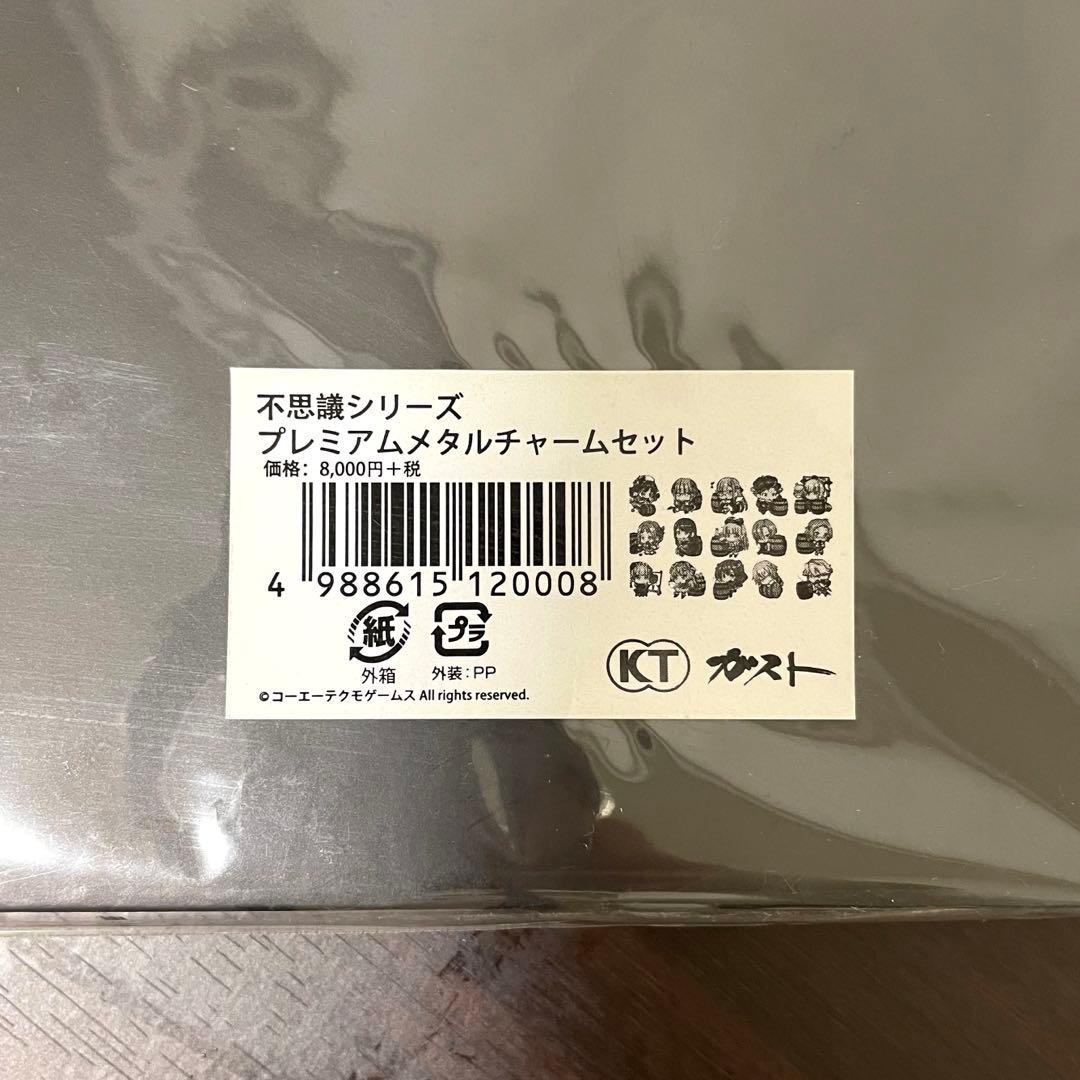 不思議シリーズ
プレミアムメタルチャームセット
価格：8,000円＋税
4 988615 120008
紙 プラ
外箱 外装：PP
KT ガスト
©コーエーテクモゲームス All rights reserved.